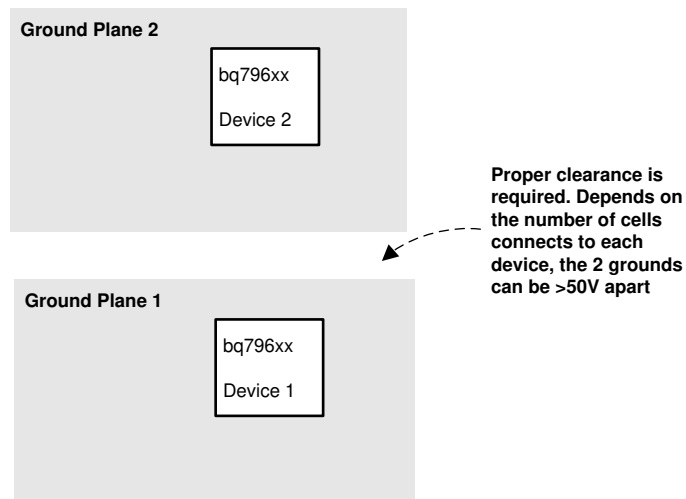 Ground Plane 2
bq796xx
Device 2
Proper clearance is
required. Depends on
the number of cells
connects to each
device, the 2 grounds
can be >50V apart
Ground Plane 1
bq796xx
Device 1